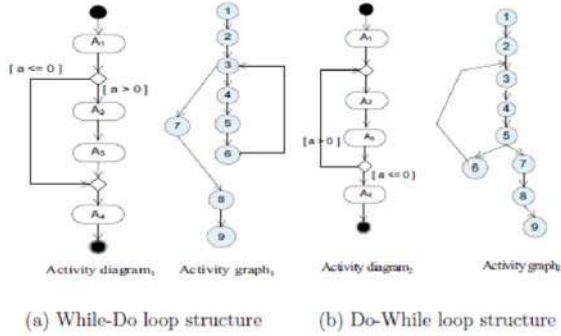 A₁
[ a <= 0 ]
[ a > 0 ]
A₂
A₃
A₄
Activity diagram₁
1
2
3
4
5
6
7
8
9
Activity graph₁
(a) While-Do loop structure
A₁
A₂
[ a > 0 ]
[ a <= 0 ]
Activity diagram₂
1
2
3
4
5
6
7
8
9
Activity graph₂
(b) Do-While loop structure